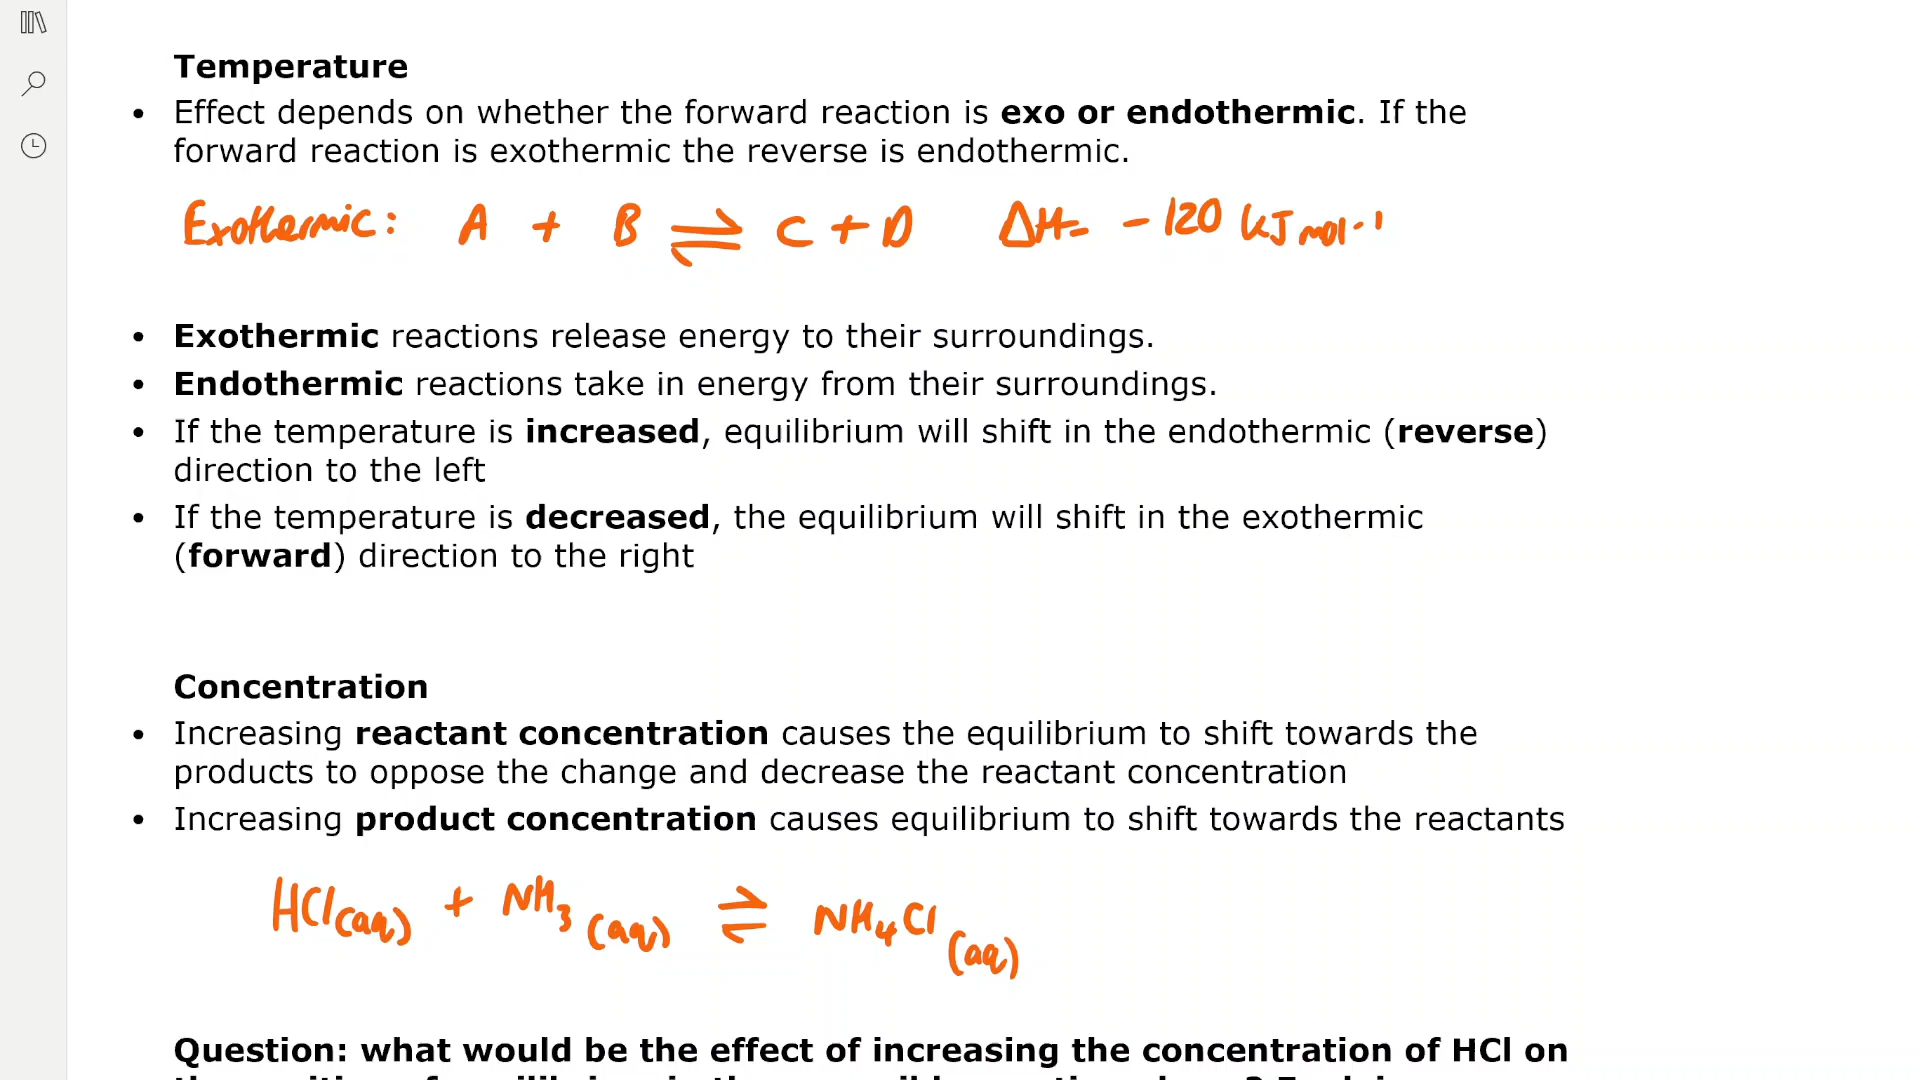 Temperature
• Effect depends on whether the forward reaction is exo or endothermic. If the
forward reaction is exothermic the reverse is endothermic.
Exothermic: A + B ⇌ C + D ΔH= - 120 kJ mol-1
• Exothermic reactions release energy to their surroundings.
• Endothermic reactions take in energy from their surroundings.
• If the temperature is increased, equilibrium will shift in the endothermic (reverse)
direction to the left
• If the temperature is decreased, the equilibrium will shift in the exothermic
(forward) direction to the right
Concentration
• Increasing reactant concentration causes the equilibrium to shift towards the
products to oppose the change and decrease the reactant concentration
• Increasing product concentration causes equilibrium to shift towards the reactants
HCl(aq) + NH₃(aq) ⇌ NH₄Cl(aq)
Question: what would be the effect of increasing the concentration of HCl on